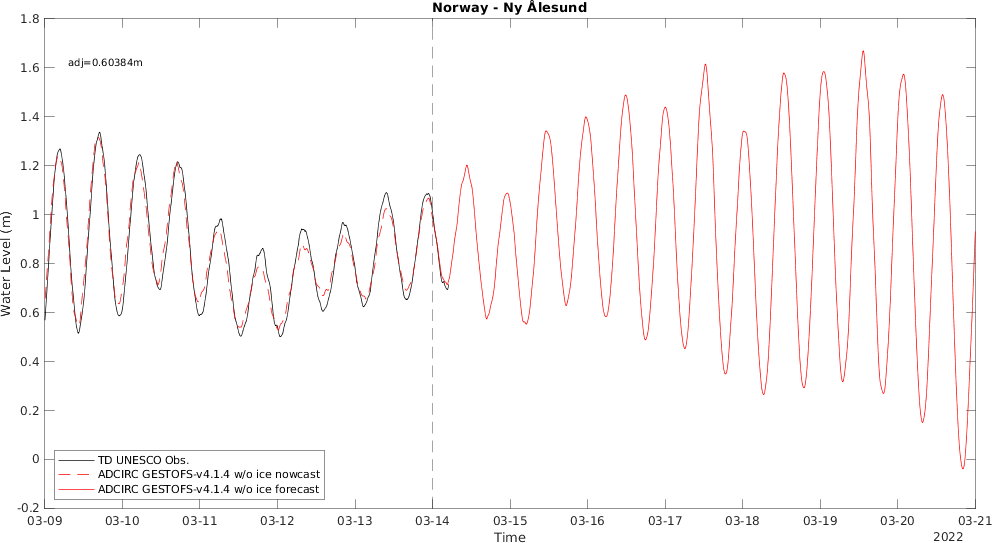 Norway - Ny Ålesund
adj=0.60384m
Water Level (m)
1.8
1.6
1.4
1.2
1
0.8
0.6
0.4
0.2
0
-0.2
TD UNESCO Obs.
ADCIRC GESTOFS-v4.1.4 w/o ice nowcast
ADCIRC GESTOFS-v4.1.4 w/o ice forecast
03-09 03-10 03-11 03-12 03-13 03-14 03-15 03-16 03-17 03-18 03-19 03-20 03-21
Time
2022